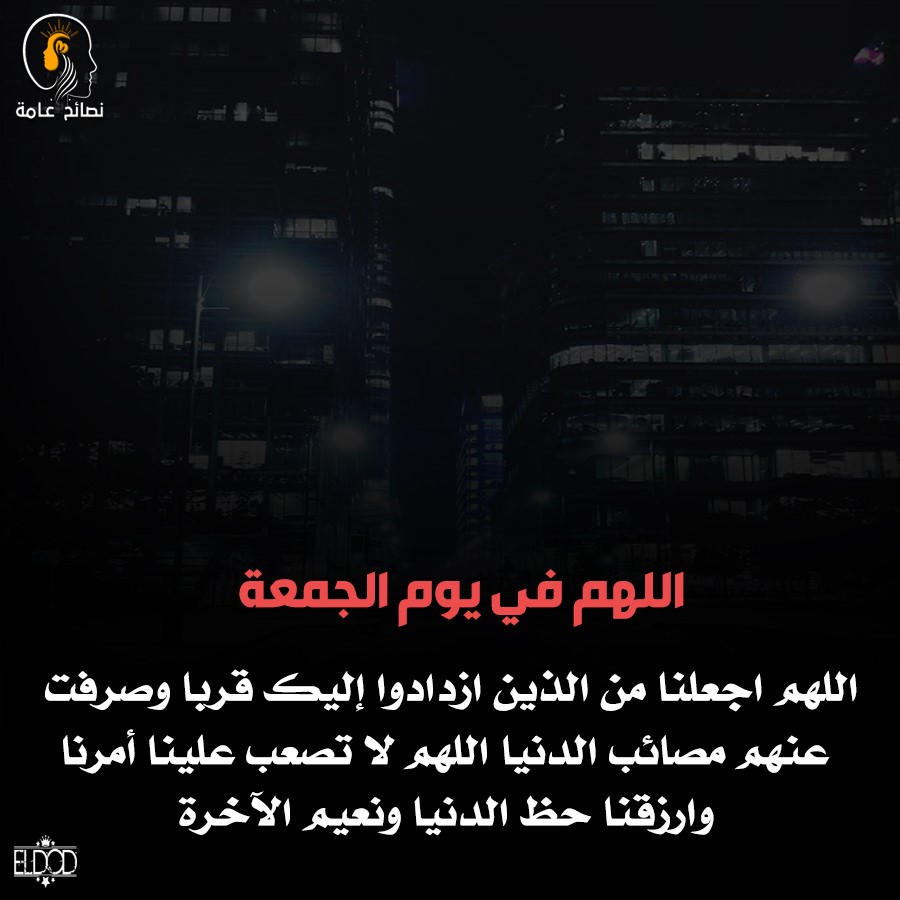 نصائح عامة
اللهم في يوم الجمعة
اللهم اجعلنا من الذين ازدادوا إليك قربا وصرفت
عنهم مصائب الدنيا اللهم لا تصعب علينا أمرنا
وارزقنا حظ الدنيا ونعيم الآخرة
ELDOD